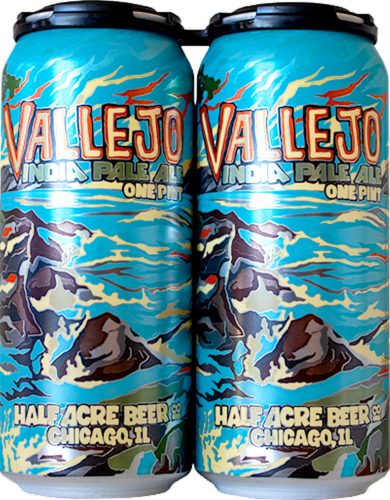 VALLEJO
INDIA PALE ALE
ONE PINT
HALF ACRE BEER CO
CHICAGO, IL
VALLEJO
INDIA PALE ALE
ONE PINT
HALF ACRE BEER CO
CHICAGO, IL